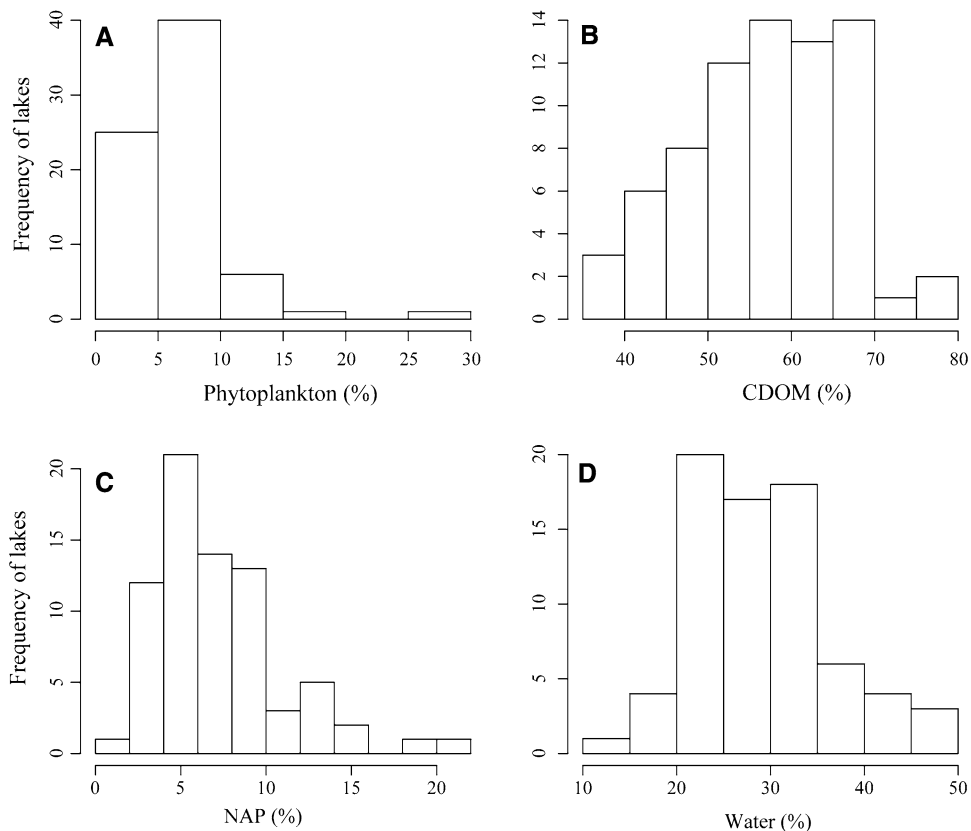 A
Frequency of lakes
0 10 20 30 40
0 5 10 15 20 25 30
Phytoplankton (%)
B
0 2 4 6 8 10 12 14
40 50 60 70 80
CDOM (%)
C
Frequency of lakes
0 5 10 15 20
0 5 10 15 20
NAP (%)
D
0 5 10 15 20
10 20 30 40 50
Water (%)